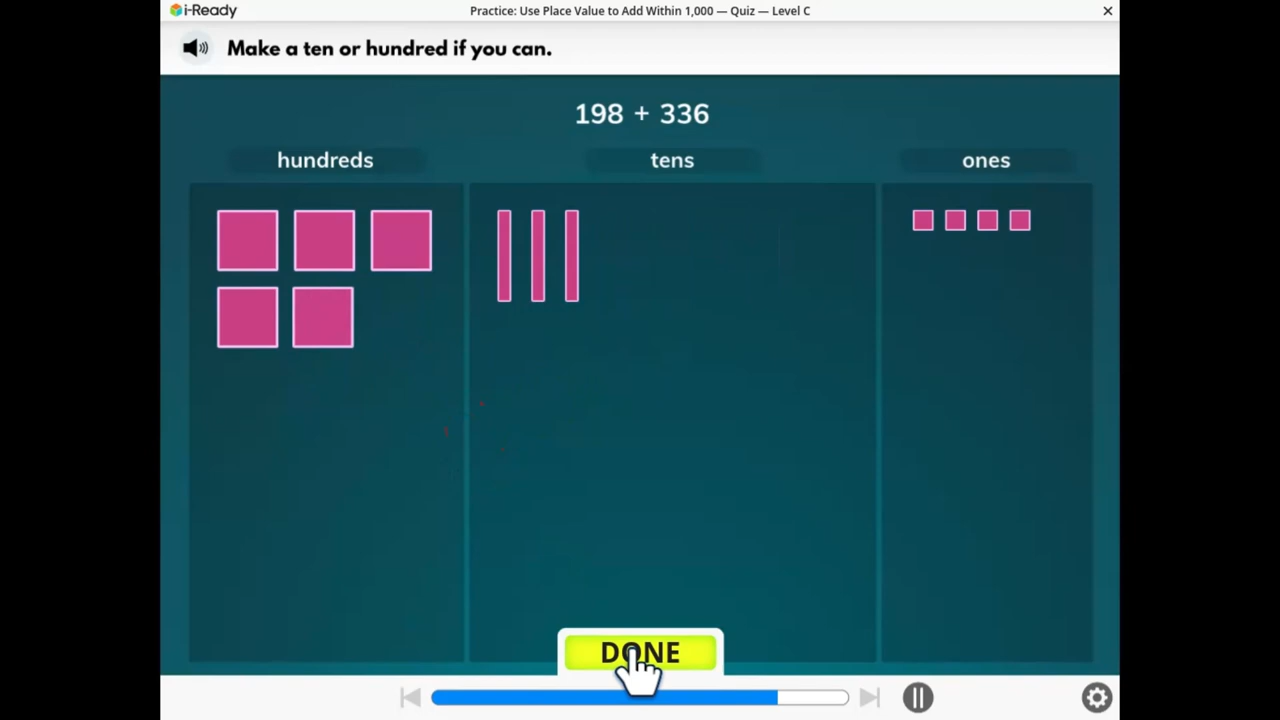 i-Ready
Practice: Use Place Value to Add Within 1,000 — Quiz — Level C
Make a ten or hundred if you can.
198 + 336
hundreds
tens
ones
DONE